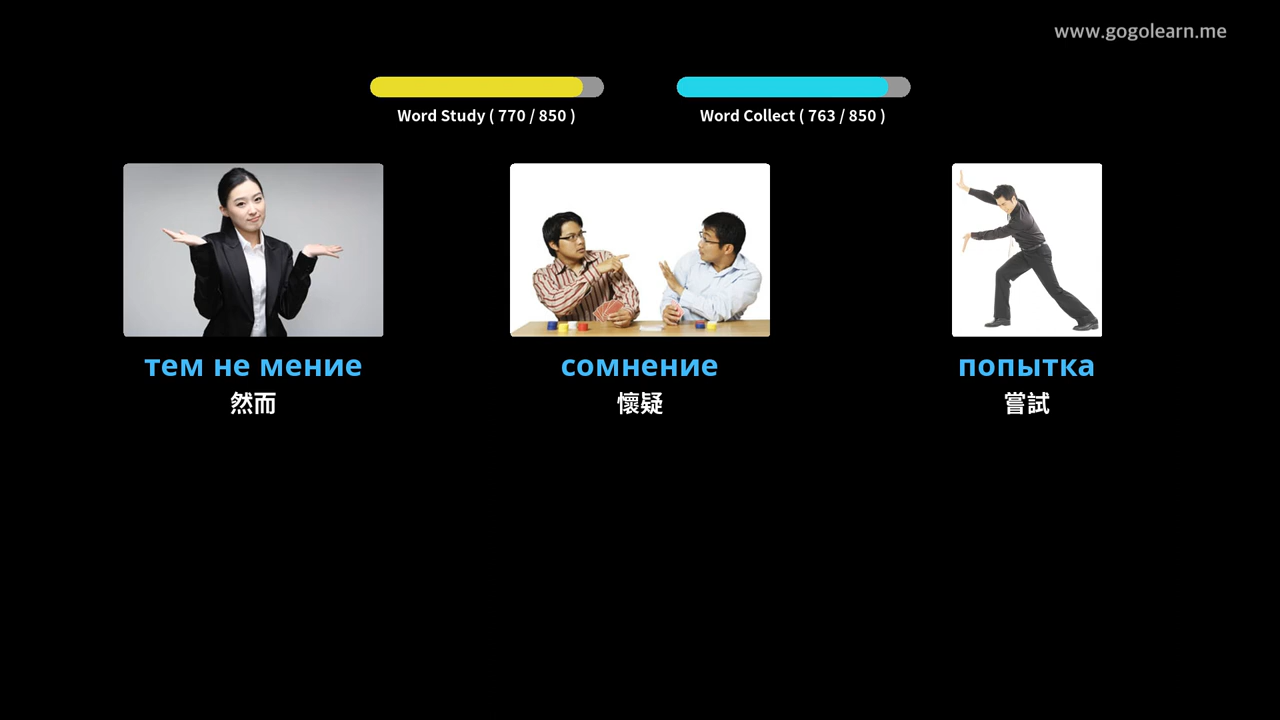 www.gogolearn.me
Word Study ( 770 / 850 )
Word Collect ( 763 / 850 )
тем не мение
сомнение
попытка
然而
懷疑
嘗試